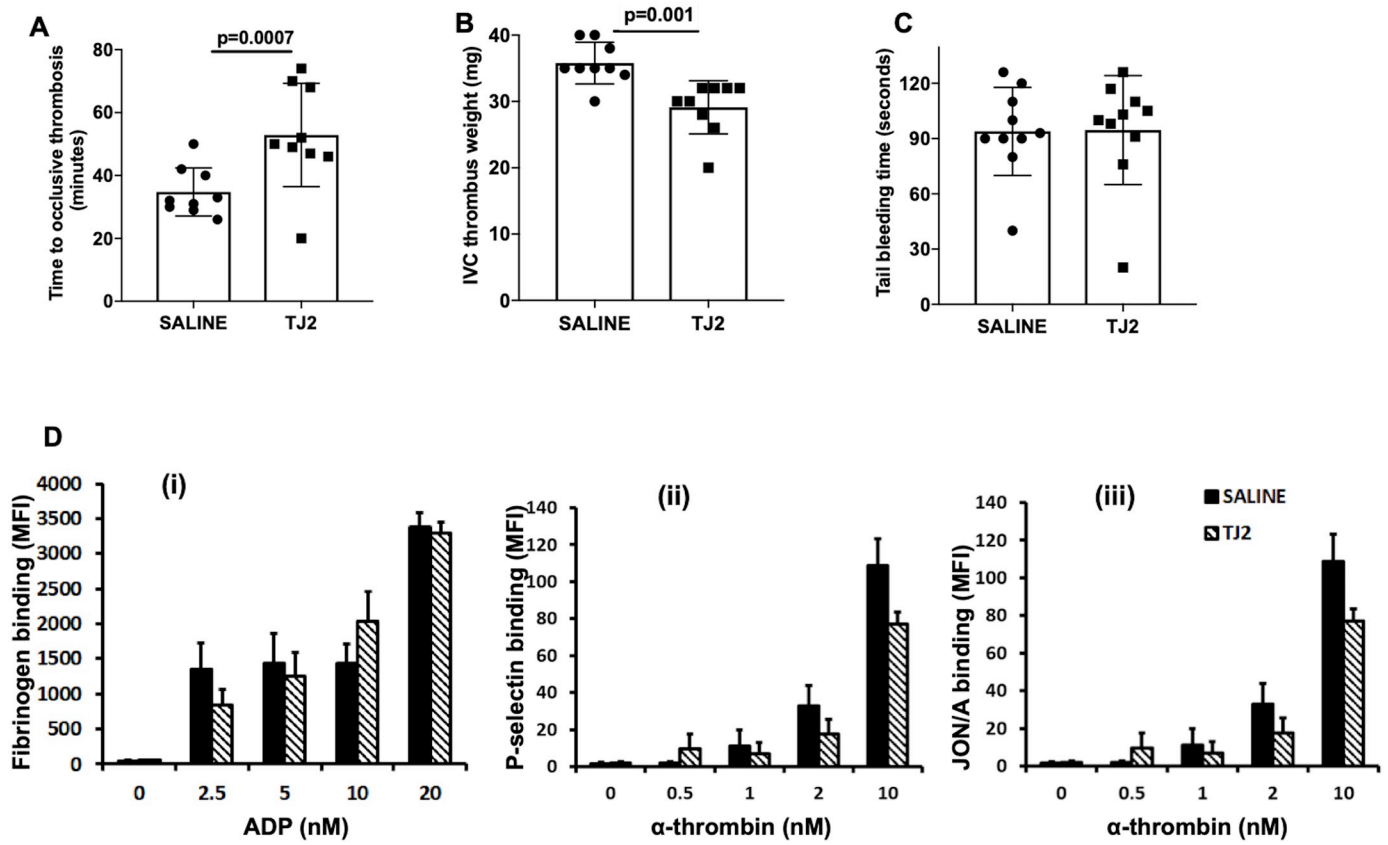 A
p=0.0007
Time to occlusive thrombosis
(minutes)
80
60
40
20
0
SALINE
TJ2
B
p=0.001
IVC thrombus weight (mg)
40
30
20
10
0
SALINE
TJ2
C
Tail bleeding time (seconds)
120
90
60
30
0
SALINE
TJ2
D
(i)
Fibrinogen binding (MFI)
4000
3500
3000
2500
2000
1500
1000
500
0
0 2.5 5 10 20
ADP (nM)
(ii)
P-selectin binding (MFI)
140
120
100
80
60
40
20
0
0 0.5 1 2 10
α-thrombin (nM)
(iii)
SALINE
TJ2
JON/A binding (MFI)
140
120
100
80
60
40
20
0
0 0.5 1 2 10
α-thrombin (nM)